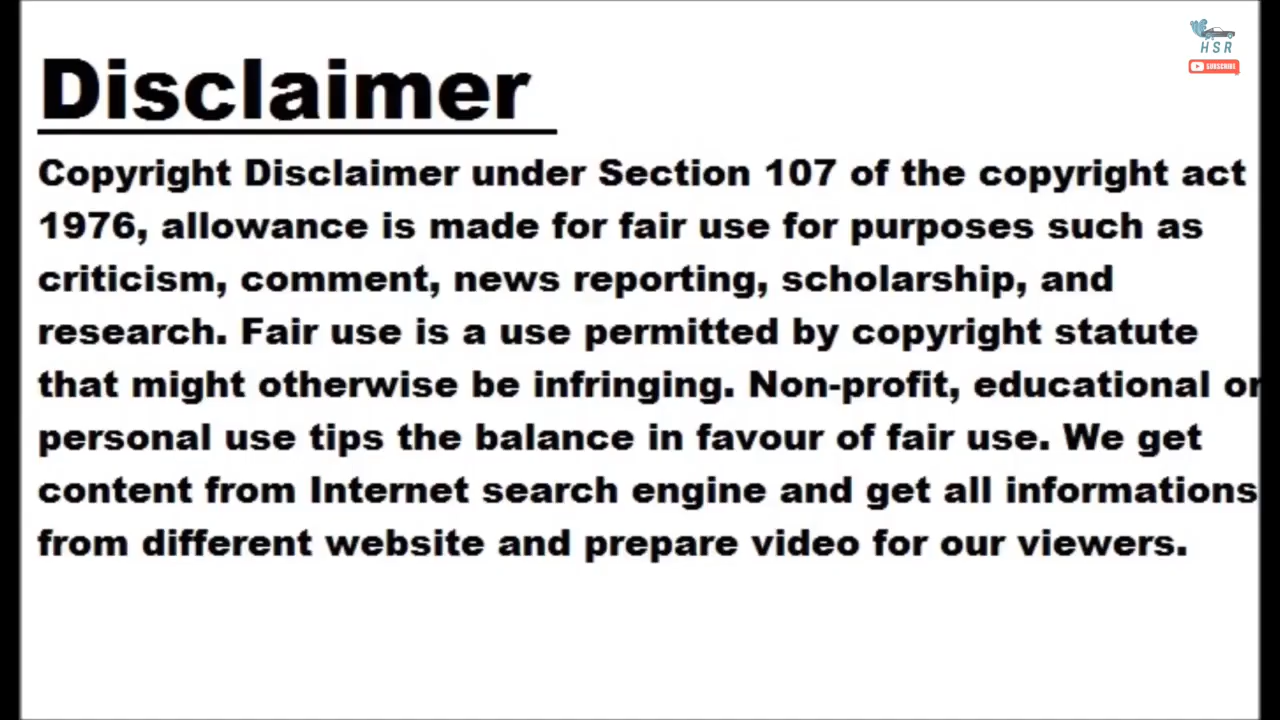 HSR
SUBSCRIBE
Disclaimer
Copyright Disclaimer under Section 107 of the copyright act
1976, allowance is made for fair use for purposes such as
criticism, comment, news reporting, scholarship, and
research. Fair use is a use permitted by copyright statute
that might otherwise be infringing. Non-profit, educational or
personal use tips the balance in favour of fair use. We get
content from Internet search engine and get all informations
from different website and prepare video for our viewers.